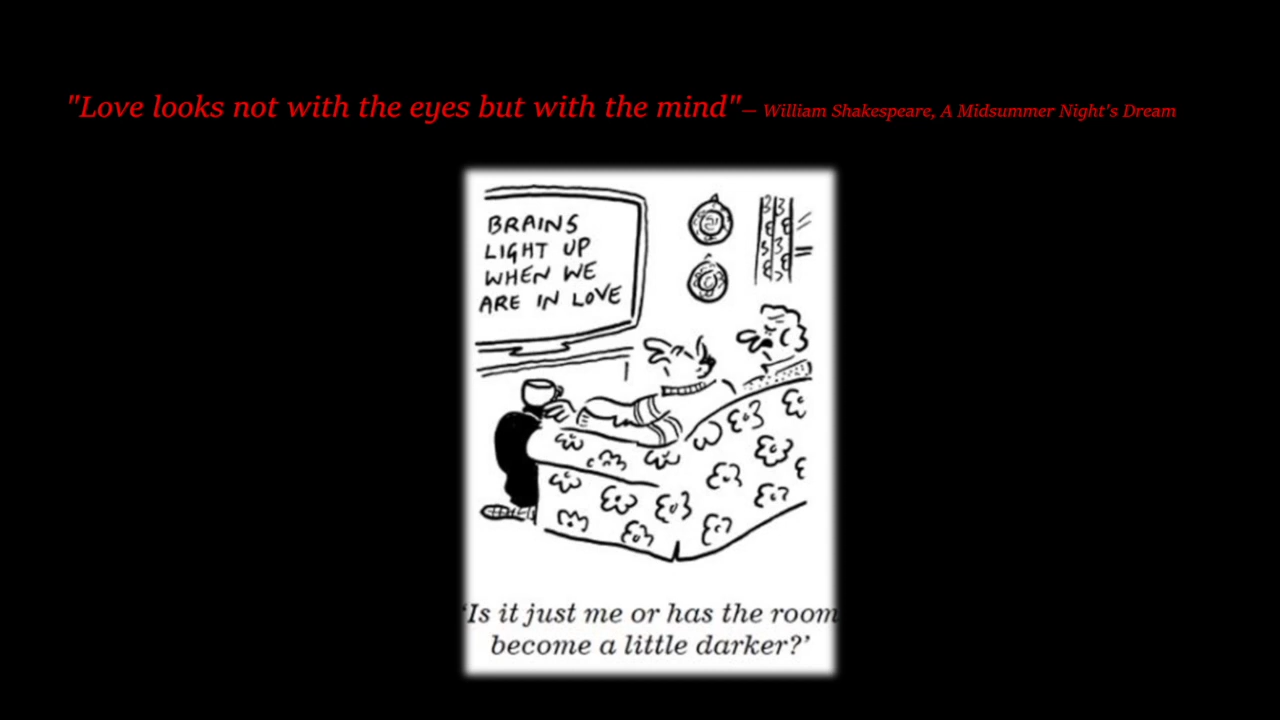 "Love looks not with the eyes but with the mind"— William Shakespeare, A Midsummer Night's Dream
BRAINS
LIGHT UP
WHEN WE
ARE IN LOVE
'Is it just me or has the room
become a little darker?'